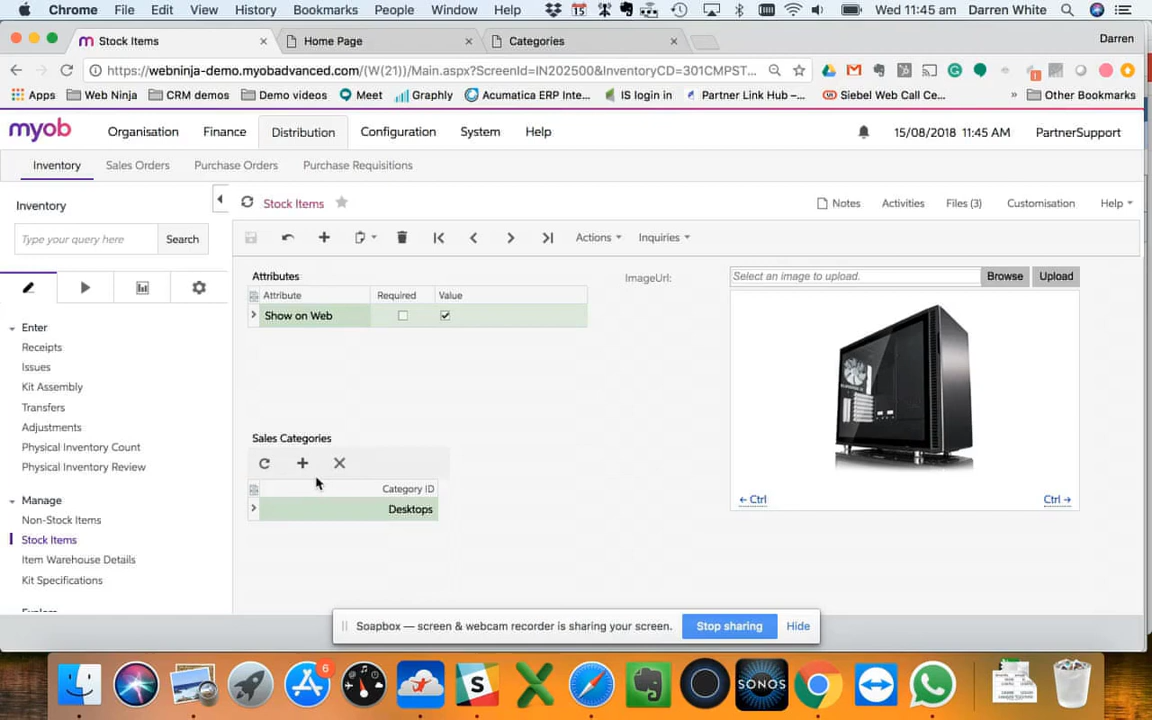 Chrome File Edit View History Bookmarks People Window Help 15 Wed 11:45 am Darren White
Stock Items Home Page Categories Darren
https://webninja-demo.myobadvanced.com/(W(21))/Main.aspx?ScreenId=IN202500&InventoryCD=301CMPST...
Apps Web Ninja CRM demos Demo videos Meet Graphly Acumatica ERP Inte... IS login in Partner Link Hub –... Siebel Web Call Ce... » Other Bookmarks
myob Organisation Finance Distribution Configuration System Help 15/08/2018 11:45 AM PartnerSupport
Inventory Sales Orders Purchase Orders Purchase Requisitions
Inventory
Type your query here Search
Stock Items Notes Activities Files (3) Customisation Help
Actions Inquiries
Enter
Receipts
Issues
Kit Assembly
Transfers
Adjustments
Physical Inventory Count
Physical Inventory Review
Manage
Non-Stock Items
Stock Items
Item Warehouse Details
Kit Specifications
Attributes
Attribute Required Value
Show on Web
Sales Categories
Category ID
Desktops
ImageUrl: Select an image to upload. Browse Upload
← Ctrl Ctrl →
Soapbox — screen & webcam recorder is sharing your screen. Stop sharing Hide
6
S
SONOS